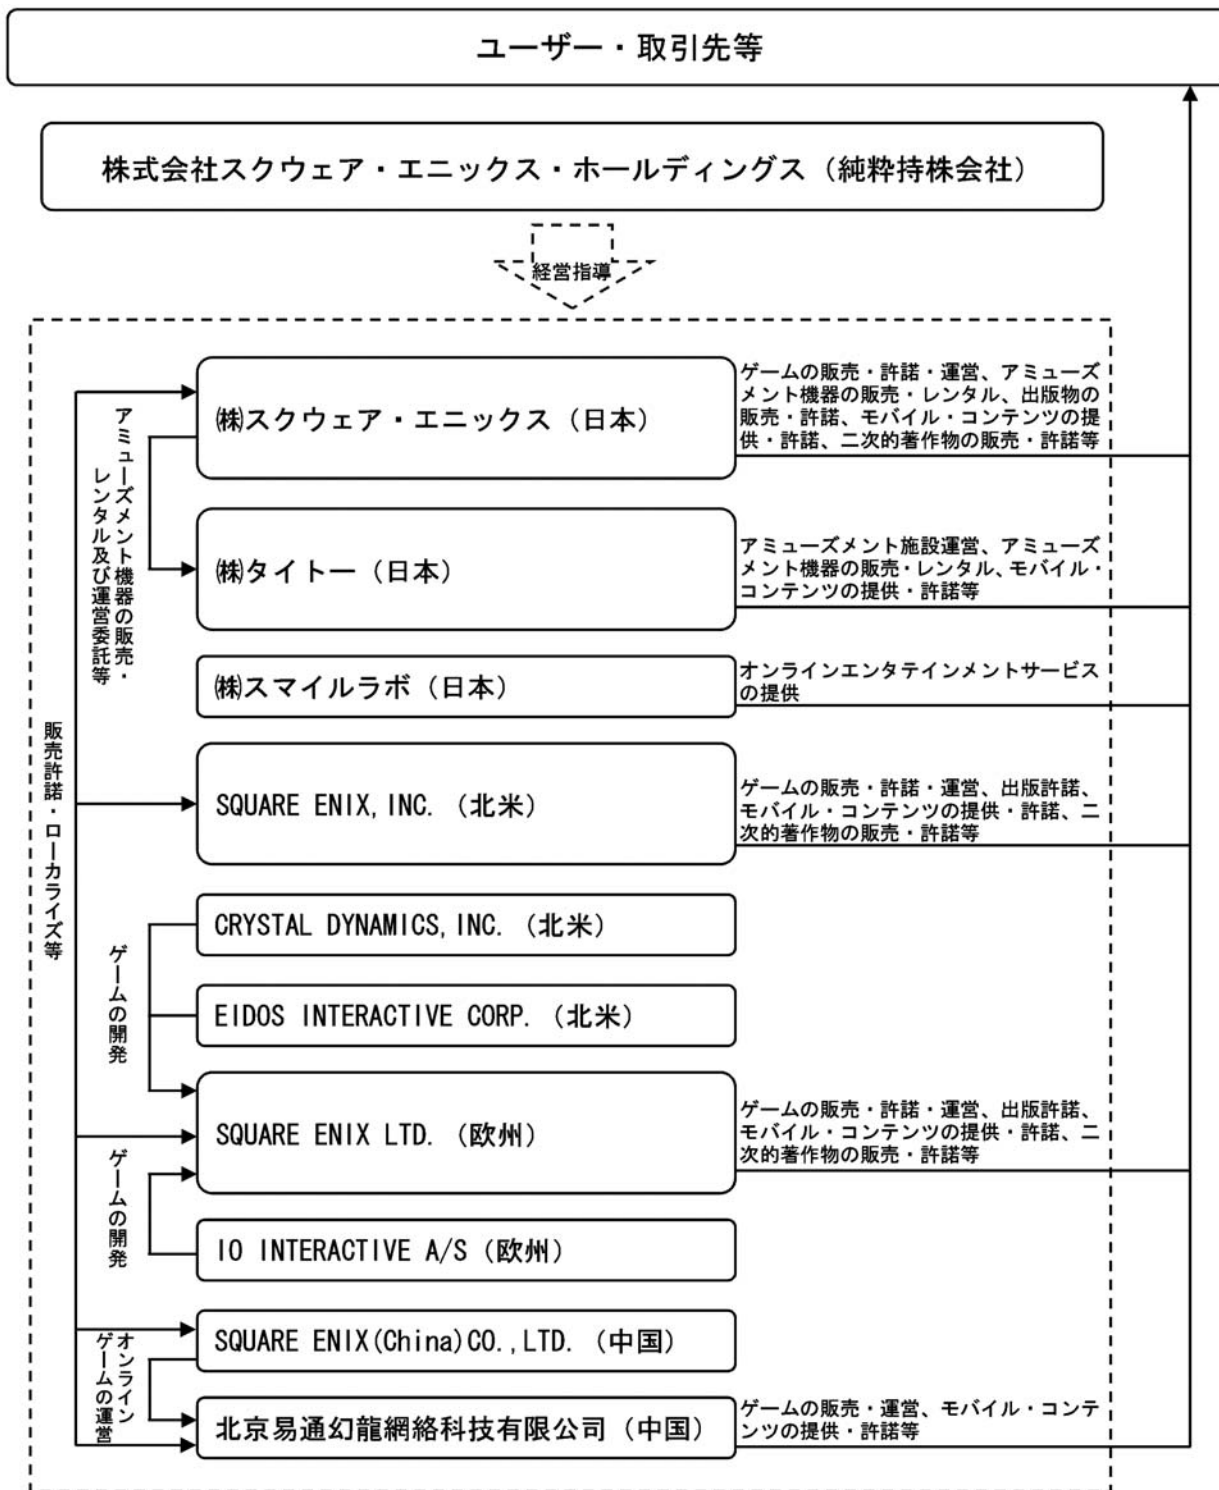 ユーザー・取引先等
株式会社スクウェア・エニックス・ホールディングス（純粋持株会社）
経営指導
販売許諾・ローカライズ等
アミューズメント機器の販売・
レンタル及び運営委託等
㈱スクウェア・エニックス（日本）
ゲームの販売・許諾・運営、アミューズ
メント機器の販売・レンタル、出版物の
販売・許諾、モバイル・コンテンツの提
供・許諾、二次的著作物の販売・許諾等
㈱タイトー（日本）
アミューズメント施設運営、アミューズ
メント機器の販売・レンタル、モバイル・
コンテンツの提供・許諾等
㈱スマイルラボ（日本）
オンラインエンタテインメントサービス
の提供
SQUARE ENIX, INC.（北米）
ゲームの販売・許諾・運営、出版許諾、
モバイル・コンテンツの提供・許諾、二
次的著作物の販売・許諾等
ゲームの開発
CRYSTAL DYNAMICS, INC.（北米）
EIDOS INTERACTIVE CORP.（北米）
SQUARE ENIX LTD.（欧州）
ゲームの販売・許諾・運営、出版許諾、
モバイル・コンテンツの提供・許諾、二
次的著作物の販売・許諾等
ゲームの開発
IO INTERACTIVE A/S（欧州）
オンライン
ゲームの運営
SQUARE ENIX(China)CO.,LTD.（中国）
北京易通幻龍網絡科技有限公司（中国）
ゲームの販売・運営、モバイル・コンテ
ンツの提供・許諾等